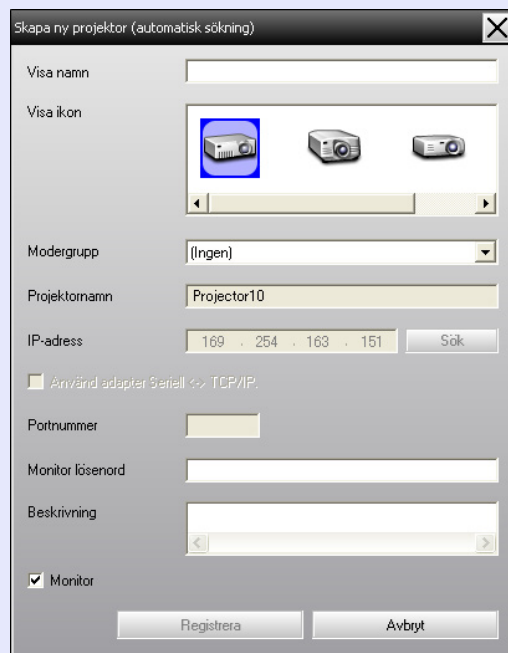 Skapa ny projektor (automatisk sökning)
Visa namn
Visa ikon
Modergrupp
(Ingen)
Projektornamn
Projector10
IP-adress
169 . 254 . 163 . 151
Sök
Använd adapter Seriell <-> TCP/IP.
Portnummer
Monitor lösenord
Beskrivning
Monitor
Registrera
Avbryt